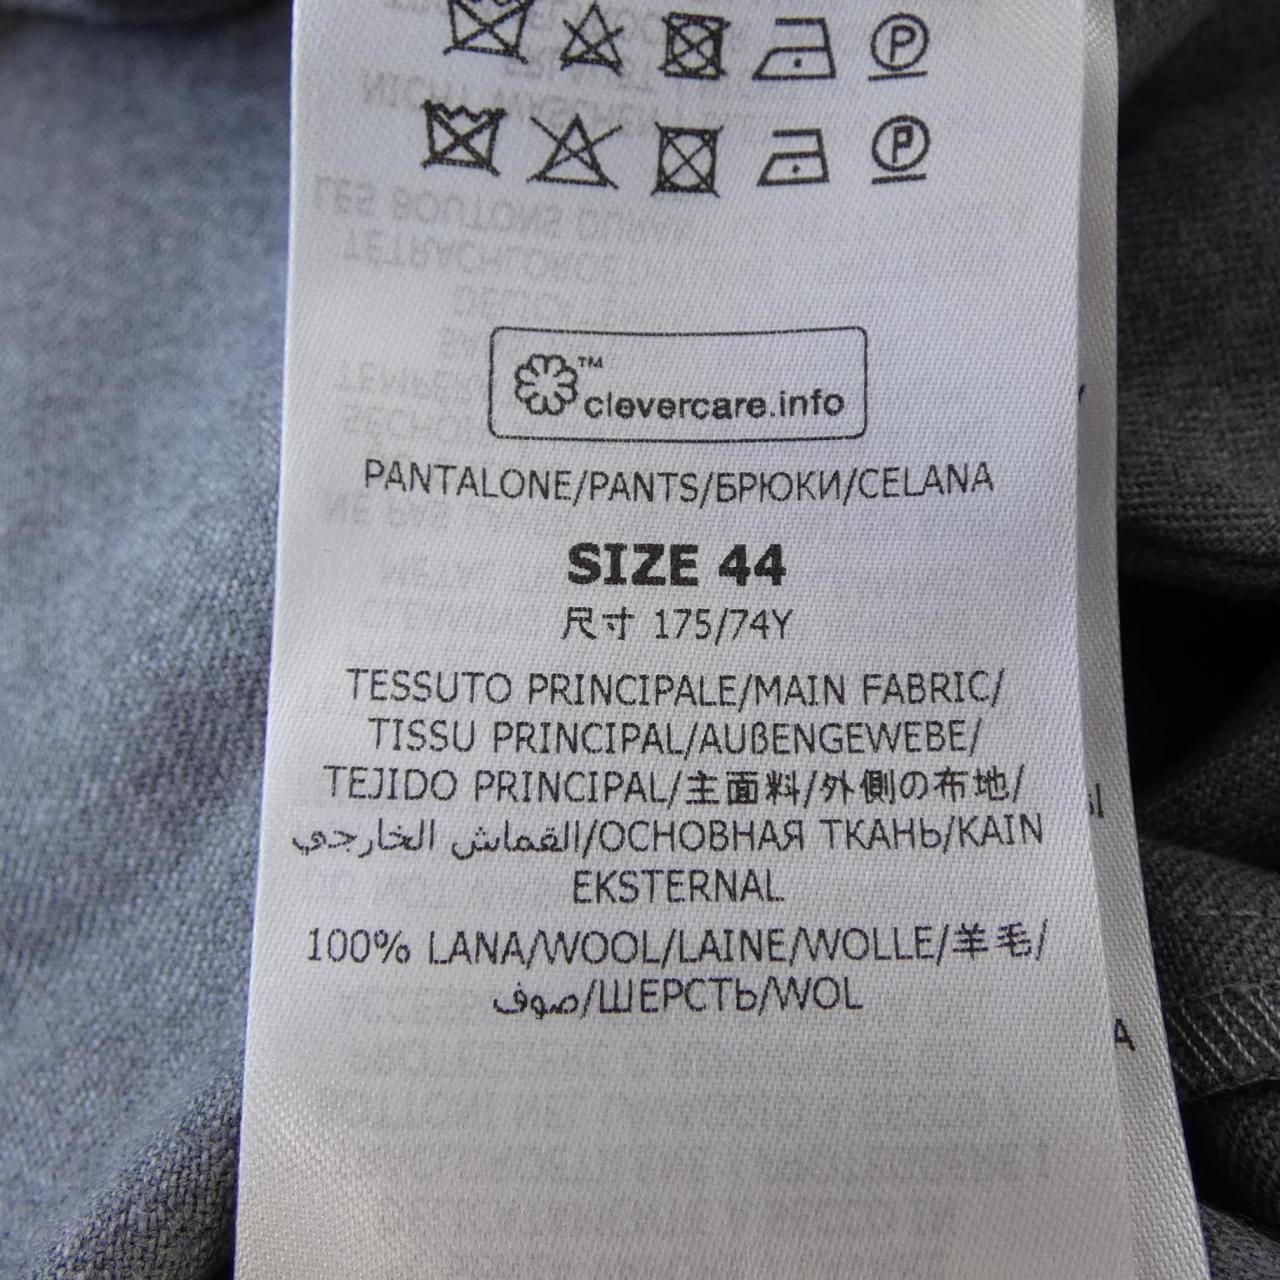 ™
clevercare.info
PANTALONE/PANTS/БРЮКИ/CELANA
SIZE 44
尺寸 175/74Y
TESSUTO PRINCIPALE/MAIN FABRIC/
TISSU PRINCIPAL/AUßENGEWEBE/
TEJIDO PRINCIPAL/主面料/外側の布地/
القماش الخارجي/ОСНОВНАЯ ТКАНЬ/KAIN
EKSTERNAL
100% LANA/WOOL/LAINE/WOLLE/羊毛/
صوف/ШЕРСТЬ/WOL